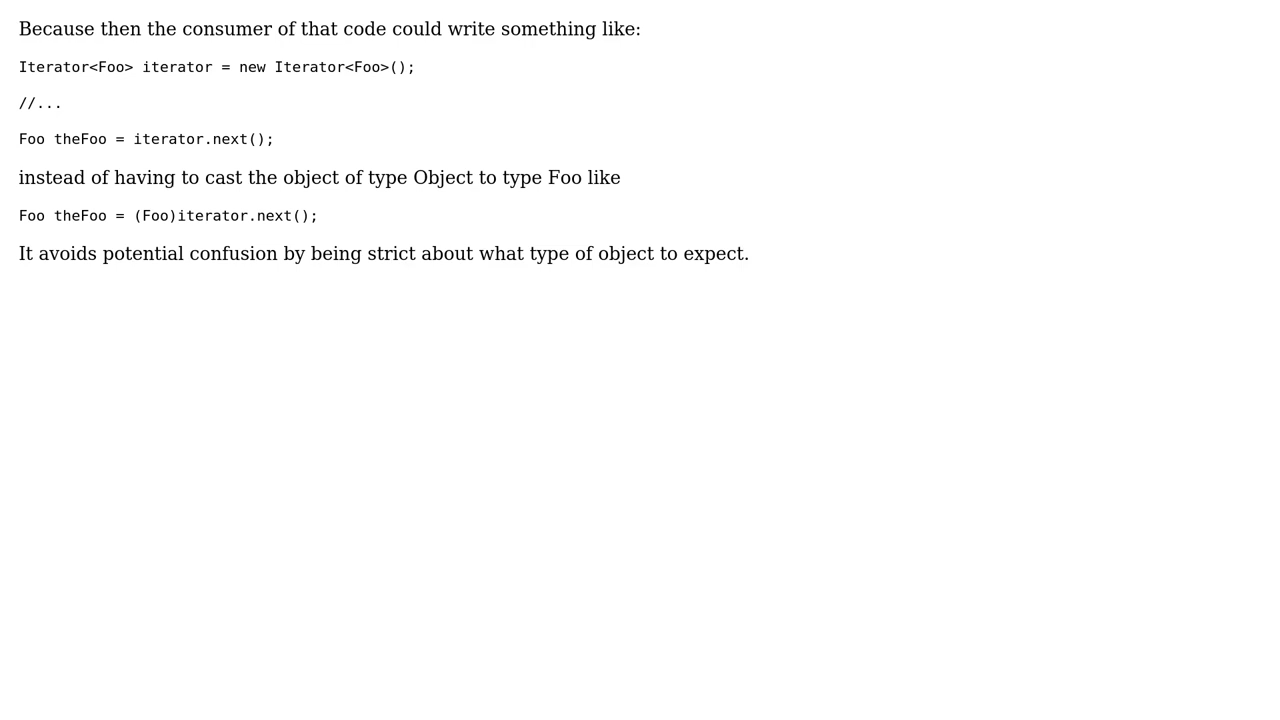 Because then the consumer of that code could write something like:
Iterator<Foo> iterator = new Iterator<Foo>();
//...
Foo theFoo = iterator.next();
instead of having to cast the object of type Object to type Foo like
Foo theFoo = (Foo)iterator.next();
It avoids potential confusion by being strict about what type of object to expect.